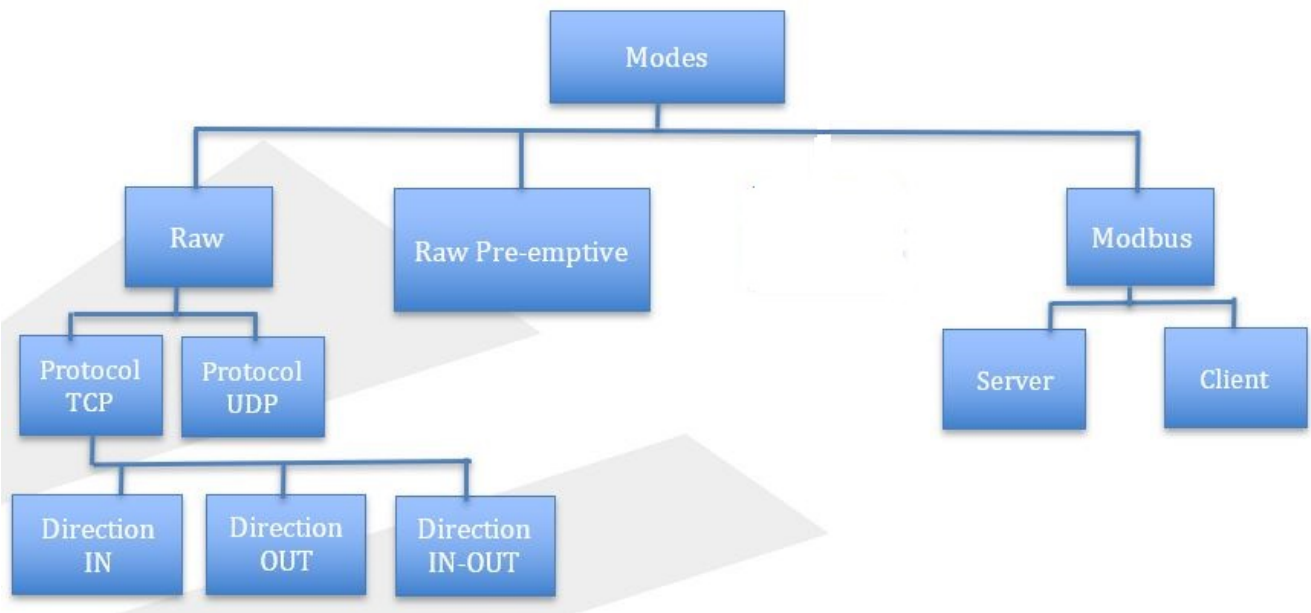 Modes
Raw
Raw Pre-emptive
Modbus
Protocol
TCP
Protocol
UDP
Server
Client
Direction
IN
Direction
OUT
Direction
IN-OUT